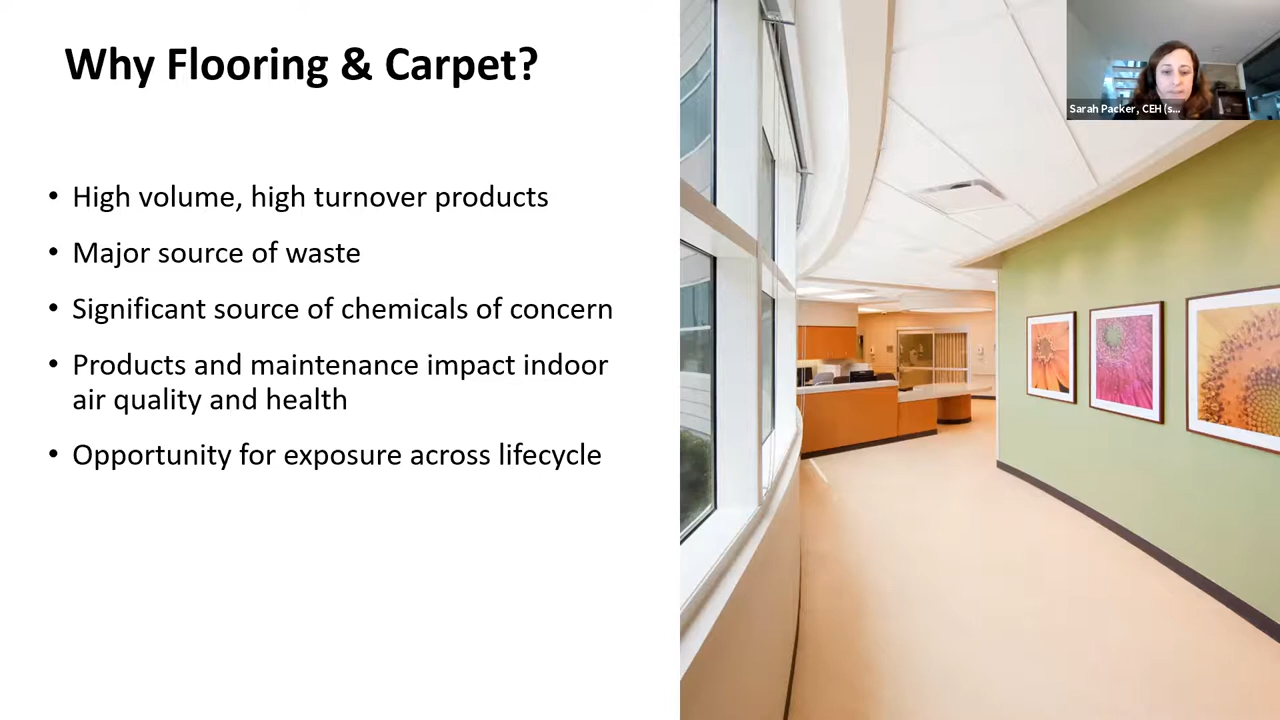 Why Flooring & Carpet?
• High volume, high turnover products
• Major source of waste
• Significant source of chemicals of concern
• Products and maintenance impact indoor
air quality and health
• Opportunity for exposure across lifecycle
Sarah Packer, CEH (s...